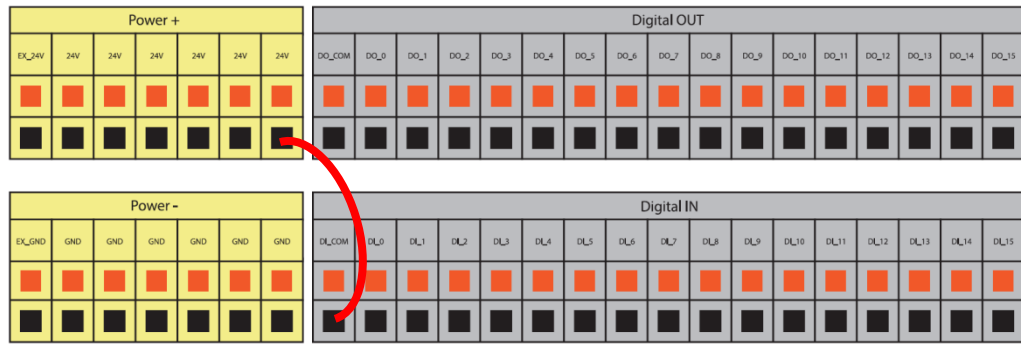 Power +
Digital OUT
EX_24V 24V 24V 24V 24V 24V 24V
DO_COM DO_0 DO_1 DO_2 DO_3 DO_4 DO_5 DO_6 DO_7 DO_8 DO_9 DO_10 DO_11 DO_12 DO_13 DO_14 DO_15
Power -
Digital IN
EX_GND GND GND GND GND GND GND
DI_COM DI_0 DI_1 DI_2 DI_3 DI_4 DI_5 DI_6 DI_7 DI_8 DI_9 DI_10 DI_11 DI_12 DI_13 DI_14 DI_15